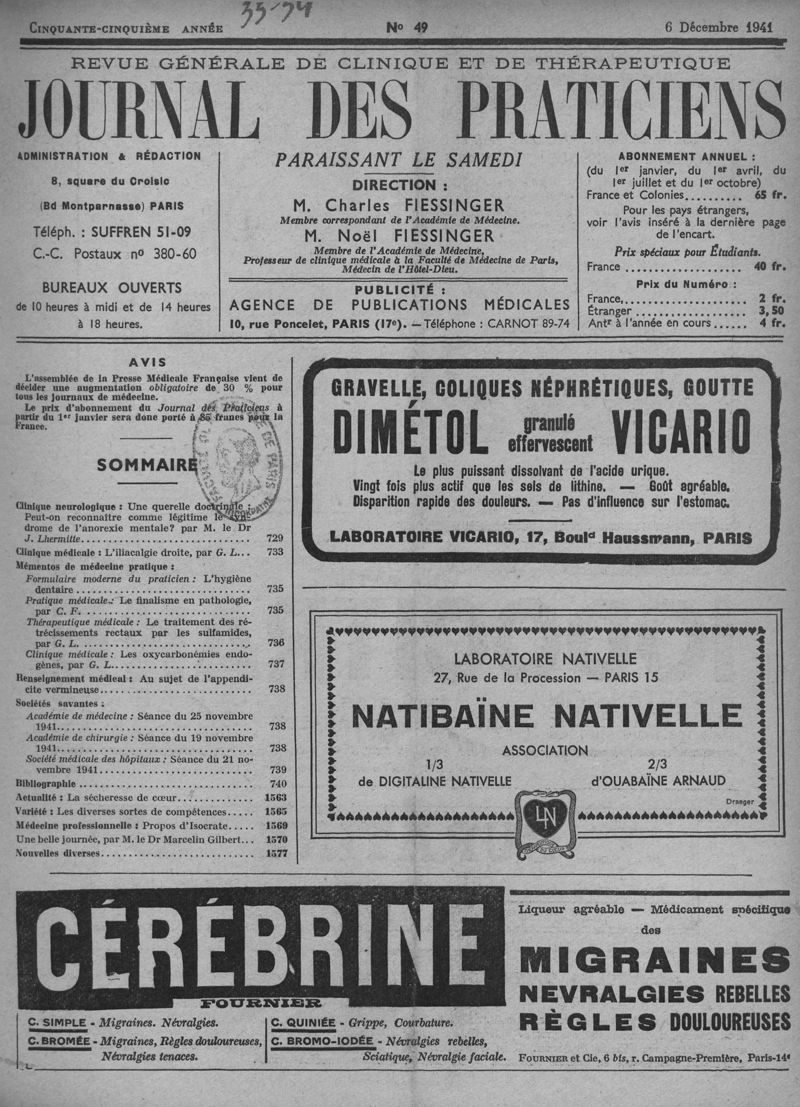 33-34
CINQUANTE-CINQUIÈME ANNÉE
No 49
6 Décembre 1941
REVUE GÉNÉRALE DE CLINIQUE ET DE THÉRAPEUTIQUE
JOURNAL DES PRATICIENS
ADMINISTRATION & RÉDACTION
8, square du Croisic
(Bd Montparnasse) PARIS
Téléph. : SUFFREN 51-09
C.-C. Postaux no 380-60
BUREAUX OUVERTS
de 10 heures à midi et de 14 heures
à 18 heures.
PARAISSANT LE SAMEDI
DIRECTION :
M. Charles FIESSINGER
Membre correspondant de l'Académie de Médecine.
M. Noël FIESSINGER
Membre de l'Académie de Médecine,
Professeur de clinique médicale à la Faculté de Médecine de Paris,
Médecin de l'Hôtel-Dieu.
PUBLICITÉ :
AGENCE DE PUBLICATIONS MÉDICALES
10, rue Poncelet, PARIS (17e). — Téléphone : CARNOT 89-74
ABONNEMENT ANNUEL :
(du 1er janvier, du 1er avril, du
1er juillet et du 1er octobre)
France et Colonies.......... 65 fr.
Pour les pays étrangers,
voir l'avis inséré à la dernière page
de l'encart.
Prix spéciaux pour Étudiants.
France .................. 40 fr.
Prix du Numéro :
France,..................... 2 fr.
Étranger .................. 3,50
Antr à l'année en cours ...... 4 fr.
AVIS
L'assemblée de la Presse Médicale Française vient de
décider une augmentation obligatoire de 30 % pour
tous les journaux de médecine.
Le prix d'abonnement du Journal des Praticiens à
partir du 1er janvier sera donc porté à 85 francs pour la
France.
SOMMAIRE
Clinique neurologique : Une querelle doctrinale :
Peut-on reconnaître comme légitime le syn-
drome de l'anorexie mentale? par M. le Dr
J. Lhermitte.............................. 729
Clinique médicale : L'iliacalgie droite, par G. L... 733
Mémentos de médecine pratique :
Formulaire moderne du praticien : L'hygiène
dentaire .............................. 735
Pratique médicale.: Le finalisme en pathologie,
par C. F. .............................. 735
Thérapeutique médicale : Le traitement des ré-
trécissements rectaux par les sulfamides,
par G. L. .............................. 736
Clinique médicale : Les oxycarbonémies endo-
gènes, par G. L.............................. 737
Renseignement médical : Au sujet de l'appendi-
cite vermineuse.............................. 738
Sociétés savantes :
Académie de médecine : Séance du 25 novembre
1941.............................. 738
Académie de chirurgie : Séance du 19 novembre
1941.............................. 738
Société médicale des hôpitaux : Séance du 21 no-
vembre 1941.............................. 739
Bibliographie .............................. 740
Actualité : La sécheresse de cœur.............. 1563
Variété : Les diverses sortes de compétences..... 1565
Médecine professionnelle : Propos d'Isocrate..... 1569
Une belle journée, par M. le Dr Marcelin Gilbert... 1570
Nouvelles diverses.............................. 1577
GRAVELLE, COLIQUES NÉPHRÉTIQUES, GOUTTE
DIMÉTOL granulé effervescent VICARIO
Le plus puissant dissolvant de l'acide urique.
Vingt fois plus actif que les sels de lithine. — Goût agréable.
Disparition rapide des douleurs. — Pas d'influence sur l'estomac.
LABORATOIRE VICARIO, 17, Bould Haussmann, PARIS
LABORATOIRE NATIVELLE
27, Rue de la Procession — PARIS 15
NATIBAÏNE NATIVELLE
ASSOCIATION
1/3 2/3
de DIGITALINE NATIVELLE d'OUABAÏNE ARNAUD
Draeger
LN
CÉRÉBRINE
FOURNIER
C. SIMPLE - Migraines. Névralgies.
C. BROMÉE - Migraines, Règles douloureuses,
Névralgies tenaces.
C. QUINIÉE - Grippe, Courbature.
C. BROMO-IODÉE - Névralgies rebelles,
Sciatique, Névralgie faciale.
Liqueur agréable — Médicament spécifique
des
MIGRAINES
NEVRALGIES REBELLES
RÈGLES DOULOUREUSES
FOURNIER et Cie, 6 bis, r. Campagne-Première, Paris-14e